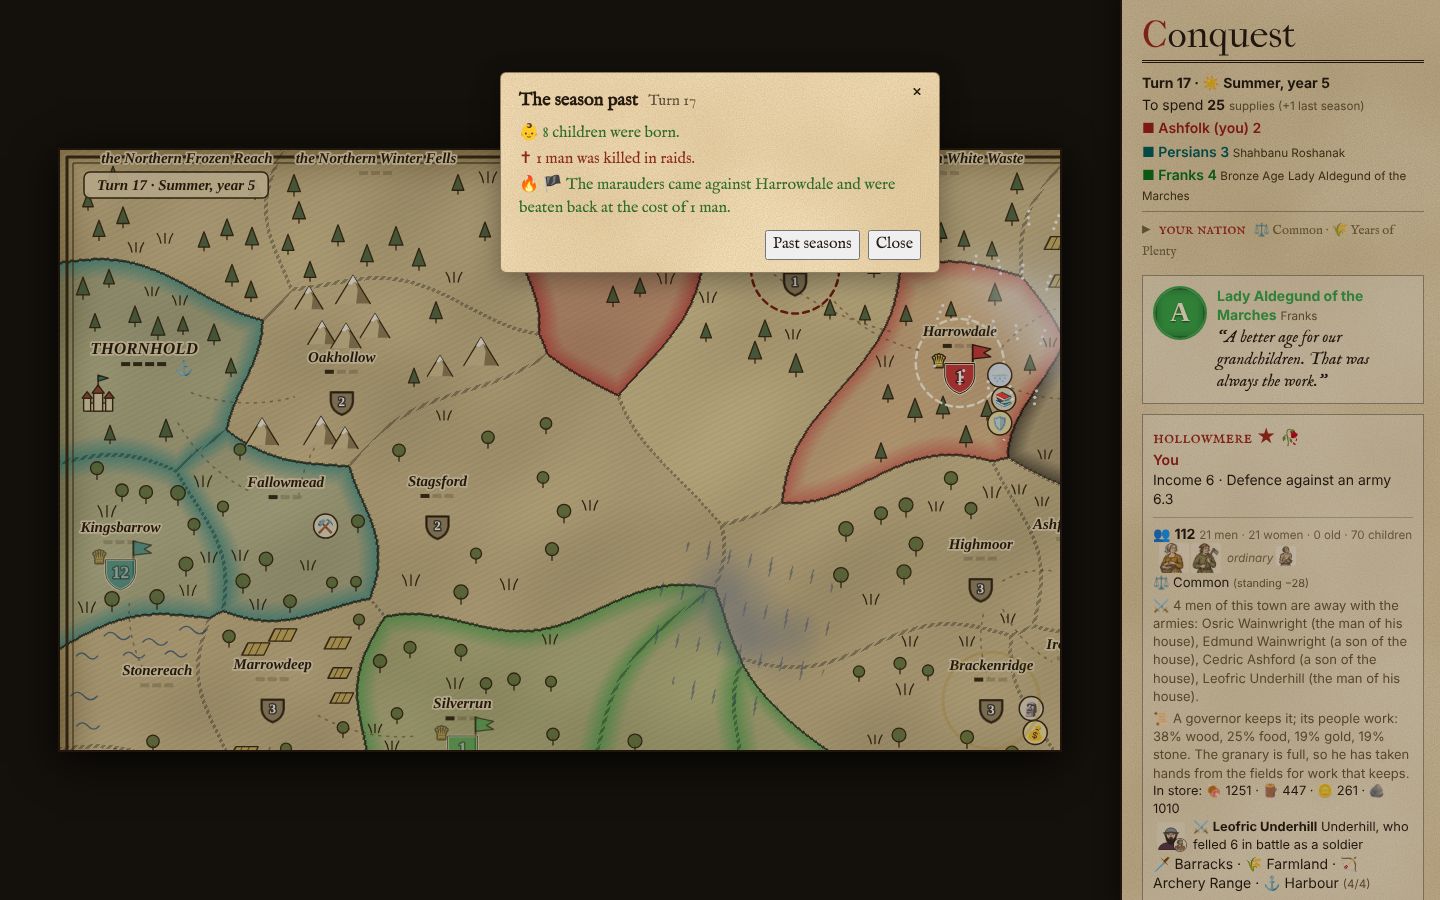 The season past Turn 17
×
👶 8 children were born.
✝ 1 man was killed in raids.
🔥 🏴 The marauders came against Harrowdale and were
beaten back at the cost of 1 man.
Past seasons Close
the Northern Frozen Reach
the Northern Winter Fells
White Waste
Turn 17 · Summer, year 5
THORNHOLD
Oakhollow
2
1
Harrowdale
1
Fallowmead
Stagsford
2
Kingsbarrow
12
Highmoor
3
Stonereach
Marrowdeep
3
Silverrun
1
Brackenridge
3
Conquest
Turn 17 · ☀️ Summer, year 5
To spend 25 supplies (+1 last season)
Ashfolk (you) 2
Persians 3 Shahbanu Roshanak
Franks 4 Bronze Age Lady Aldegund of the
Marches
▶ YOUR NATION ⚖️ Common · 🌾 Years of
Plenty
A
Lady Aldegund of the
Marches Franks
“A better age for our
grandchildren. That was
always the work.”
HOLLOWMERE ★ 🥀
You
Income 6 · Defence against an army
6.3
👥 112 21 men · 21 women · 0 old · 70 children
ordinary
⚖️ Common (standing −28)
⚔️ 4 men of this town are away with the
armies: Osric Wainwright (the man of his
house), Edmund Wainwright (a son of the
house), Cedric Ashford (a son of the
house), Leofric Underhill (the man of his
house).
📜 A governor keeps it; its people work:
38% wood, 25% food, 19% gold, 19%
stone. The granary is full, so he has taken
hands from the fields for work that keeps.
In store: 🍖 1251 · 🪵 447 · 🪙 261 · 🪨
1010
⚔️ Leofric Underhill Underhill, who
felled 6 in battle as a soldier
🗡️ Barracks · 🌾 Farmland · 🏹
Archery Range · ⚓ Harbour (4/4)